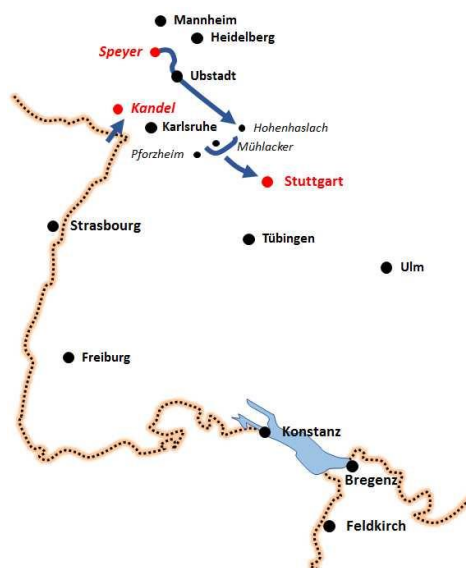 Mannheim
Heidelberg
Speyer
Ubstadt
Kandel
Karlsruhe
Hohenhaslach
Mühlacker
Pforzheim
Stuttgart
Strasbourg
Tübingen
Ulm
Freiburg
Konstanz
Bregenz
Feldkirch